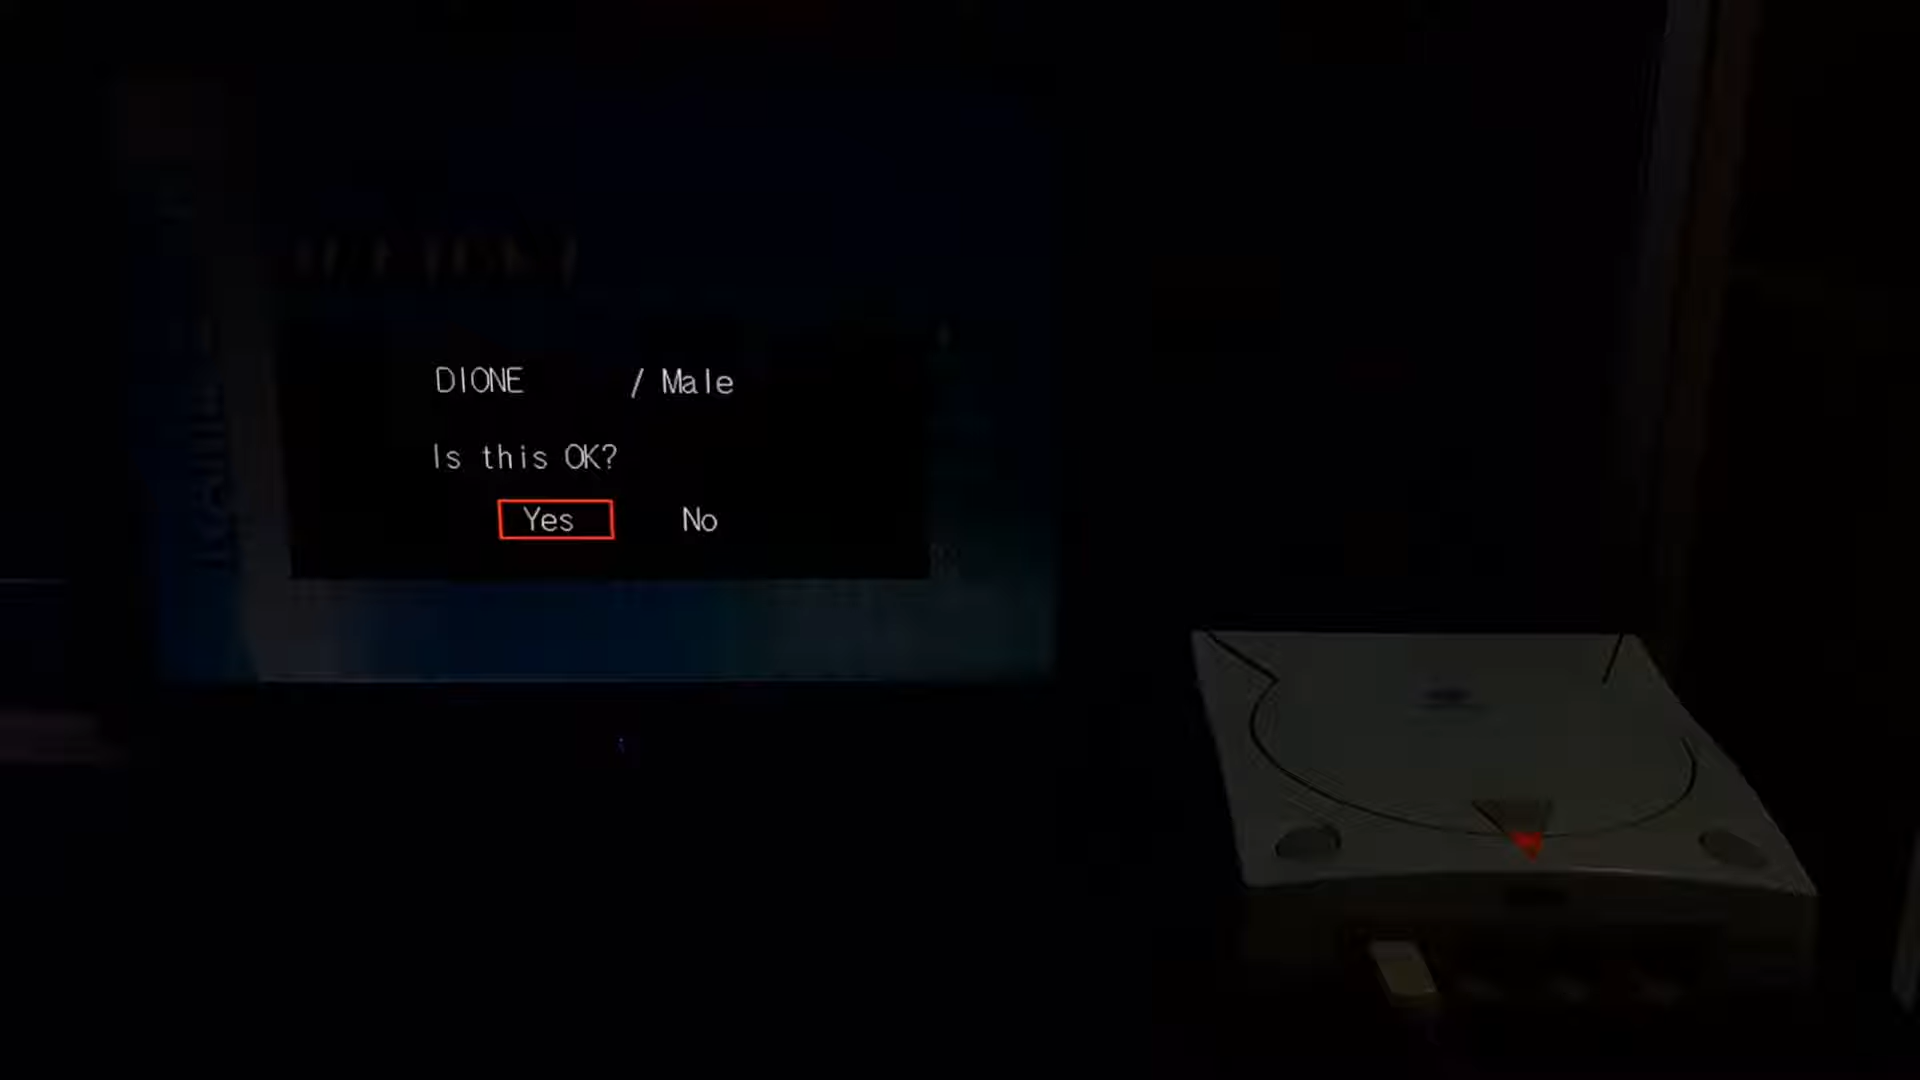 DIONE / Male
Is this OK?
Yes No